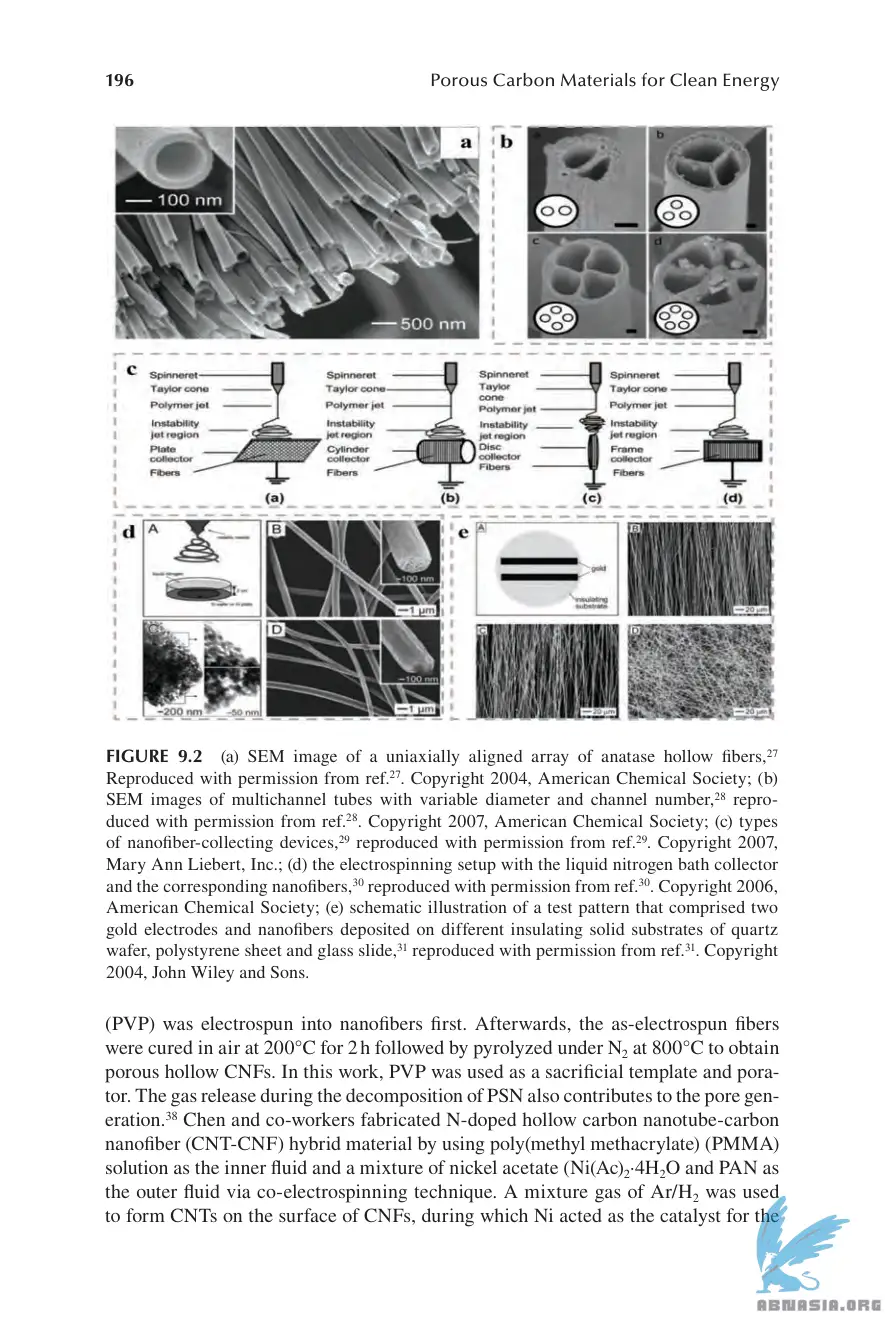 196
Porous Carbon Materials for Clean Energy
a
100 nm
500 nm
b
a
b
c
d
c
Spinneret
Taylor cone
Polymer jet
Instability
jet region
Plate
collector
Fibers
(a)
Spinneret
Taylor cone
Polymer jet
Instability
jet region
Cylinder
collector
Fibers
(b)
Spinneret
Taylor
cone
Polymer jet
Instability
jet region
Disc
collector
Fibers
(c)
Spinneret
Taylor cone
Polymer jet
Instability
jet region
Frame
collector
Fibers
(d)
d
A
B
~100 nm
1 μm
C
~200 nm
~50 nm
D
~100 nm
1 μm
e
A
gold
insulating
substrate
B
20 μm
C
20 μm
D
20 μm
FIGURE 9.2 (a) SEM image of a uniaxially aligned array of anatase hollow fibers,27
Reproduced with permission from ref.27. Copyright 2004, American Chemical Society; (b)
SEM images of multichannel tubes with variable diameter and channel number,28 repro-
duced with permission from ref.28. Copyright 2007, American Chemical Society; (c) types
of nanofiber-collecting devices,29 reproduced with permission from ref.29. Copyright 2007,
Mary Ann Liebert, Inc.; (d) the electrospinning setup with the liquid nitrogen bath collector
and the corresponding nanofibers,30 reproduced with permission from ref.30. Copyright 2006,
American Chemical Society; (e) schematic illustration of a test pattern that comprised two
gold electrodes and nanofibers deposited on different insulating solid substrates of quartz
wafer, polystyrene sheet and glass slide,31 reproduced with permission from ref.31. Copyright
2004, John Wiley and Sons.
(PVP) was electrospun into nanofibers first. Afterwards, the as-electrospun fibers
were cured in air at 200°C for 2 h followed by pyrolyzed under N2 at 800°C to obtain
porous hollow CNFs. In this work, PVP was used as a sacrificial template and pora-
tor. The gas release during the decomposition of PSN also contributes to the pore gen-
eration.38 Chen and co-workers fabricated N-doped hollow carbon nanotube-carbon
nanofiber (CNT-CNF) hybrid material by using poly(methyl methacrylate) (PMMA)
solution as the inner fluid and a mixture of nickel acetate (Ni(Ac)2·4H2O and PAN as
the outer fluid via co-electrospinning technique. A mixture gas of Ar/H2 was used
to form CNTs on the surface of CNFs, during which Ni acted as the catalyst for the
ABNASIA.ORG